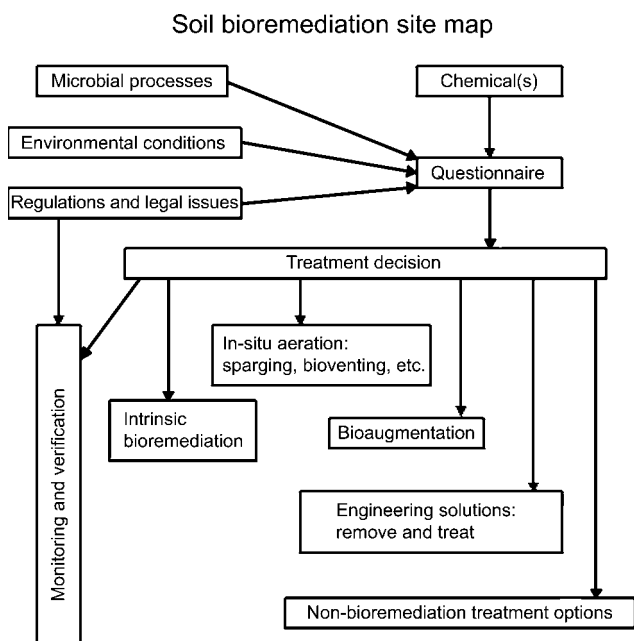 Soil bioremediation site map
Microbial processes
Chemical(s)
Environmental conditions
Questionnaire
Regulations and legal issues
Treatment decision
In-situ aeration:
sparging, bioventing, etc.
Intrinsic
bioremediation
Bioaugmentation
Monitoring and verification
Engineering solutions:
remove and treat
Non-bioremediation treatment options